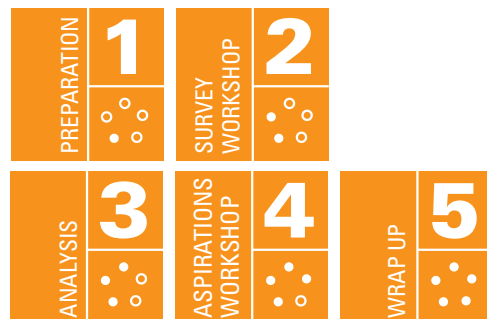 PREPARATION
1
SURVEY
WORKSHOP
2
ANALYSIS
3
ASPIRATIONS
WORKSHOP
4
WRAP UP
5